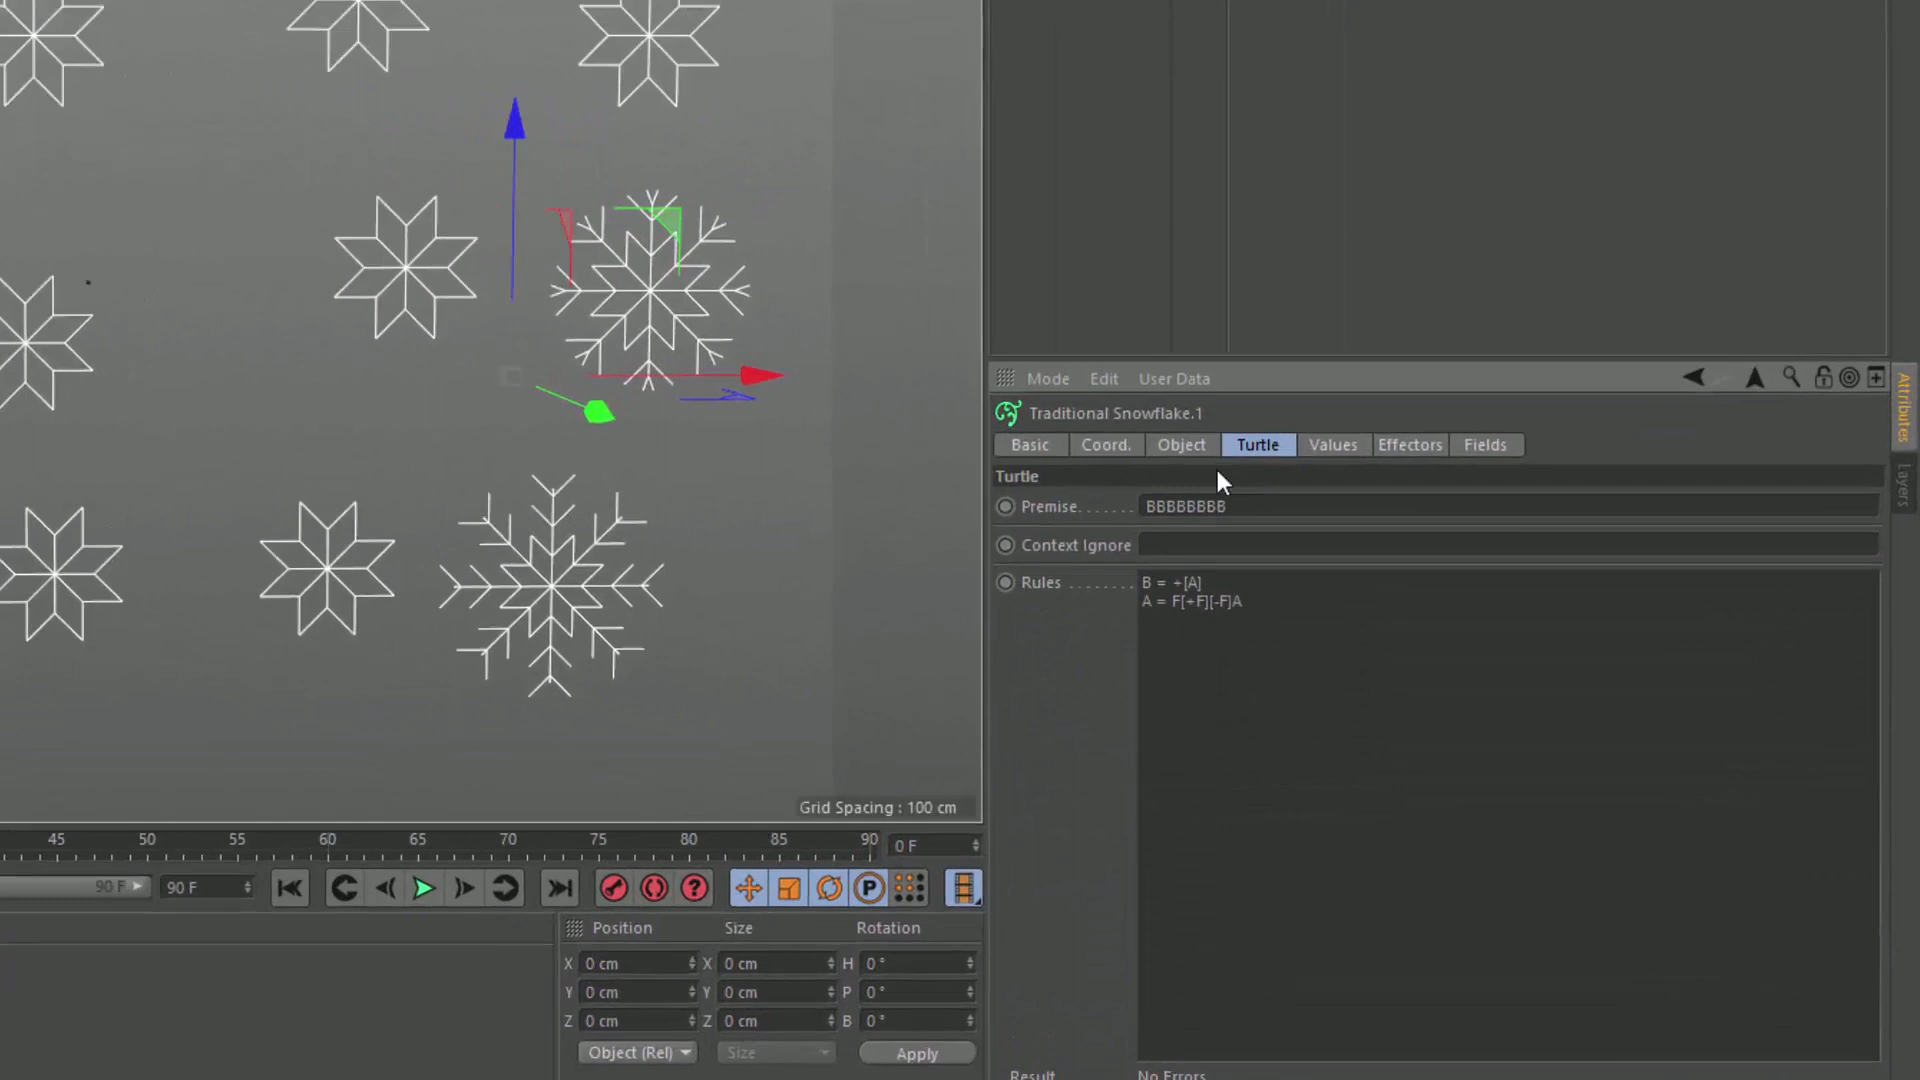 Mode Edit User Data
Traditional Snowflake.1
Basic Coord. Object Turtle Values Effectors Fields
Turtle
Premise. . . . . . . BBBBBBBB
Context Ignore
Rules . . . . . . . . B = +[A]
A = F[+F][-F]A
Attributes
Layers
Grid Spacing : 100 cm
45 50 55 60 65 70 75 80 85 90 0 F
90 F 90 F
P
Position Size Rotation
X 0 cm X 0 cm H 0 °
Y 0 cm Y 0 cm P 0 °
Z 0 cm Z 0 cm B 0 °
Object (Rel) Size Apply
Result No Errors